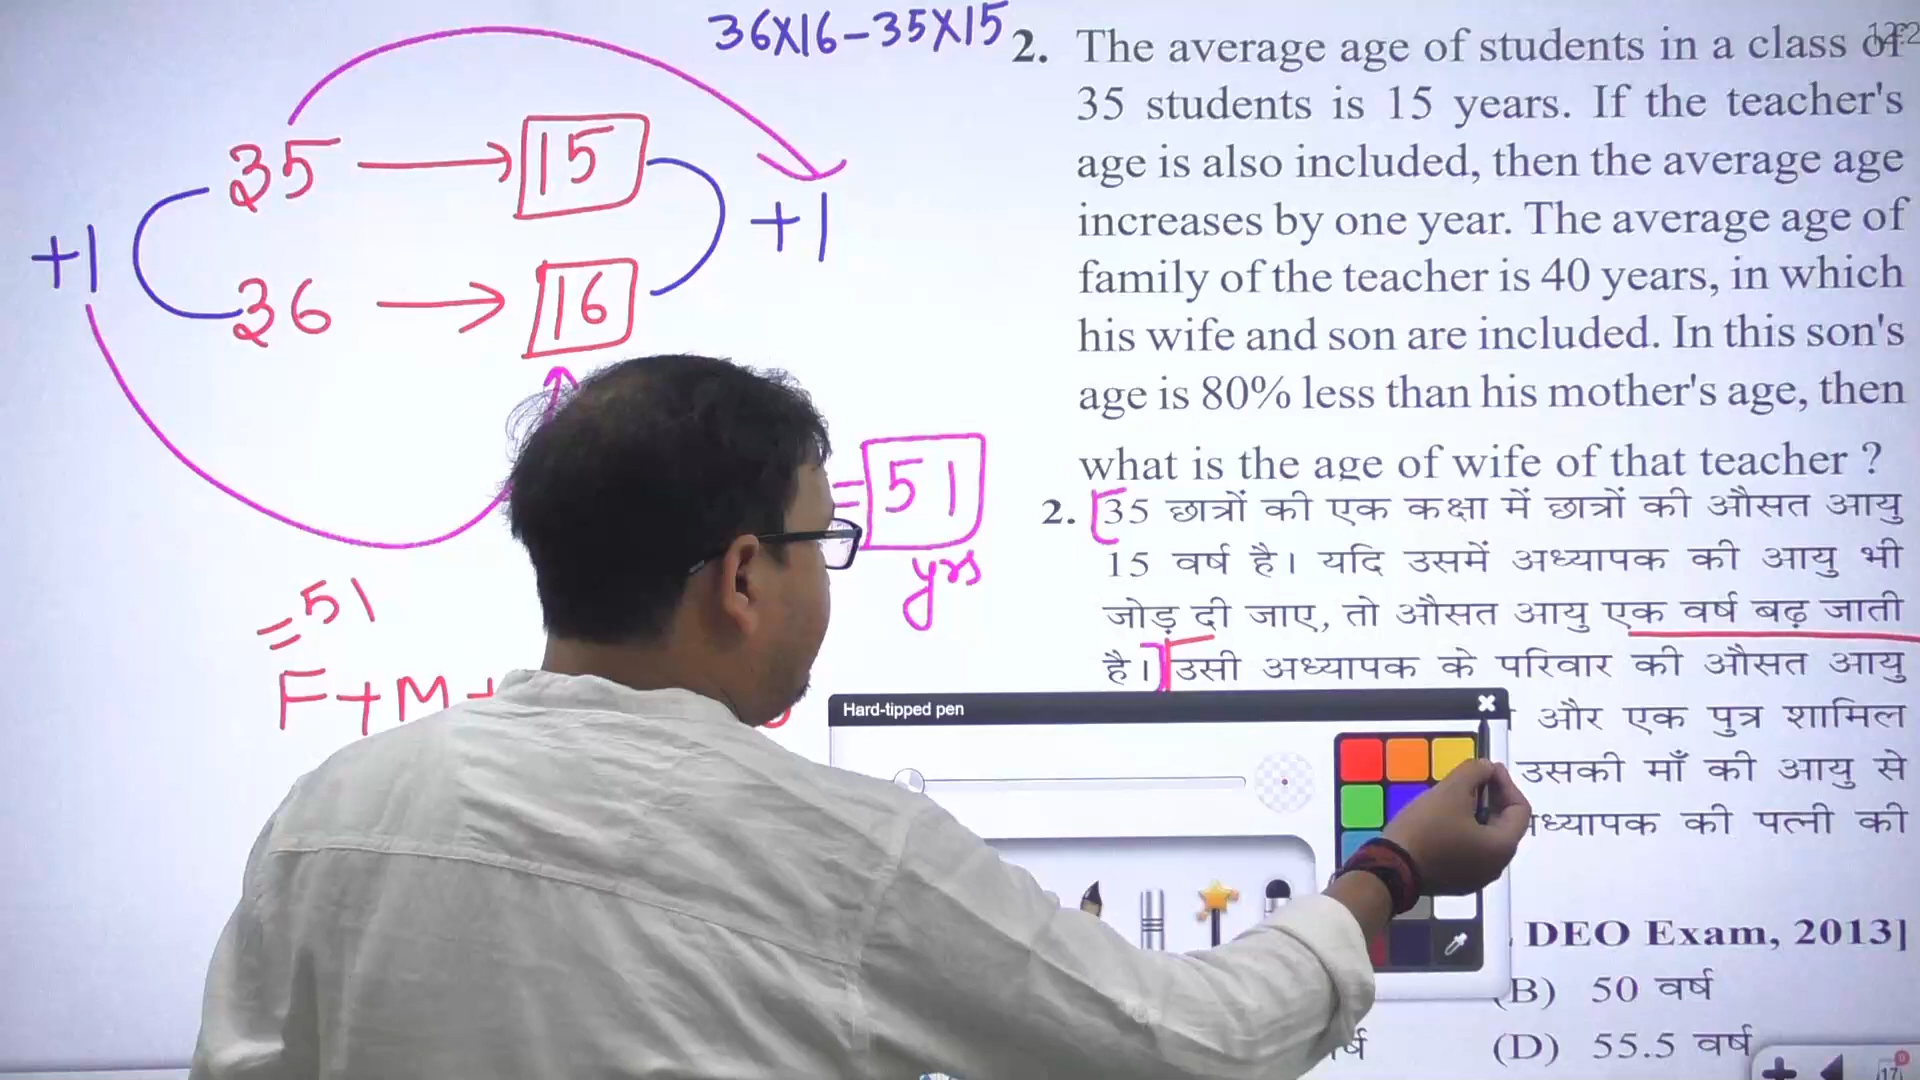 36X16-35X15
35 → 15
+1
+1
36 → 16
= 51
yrs
= 51
F+M+
2. The average age of students in a class of
35 students is 15 years. If the teacher's
age is also included, then the average age
increases by one year. The average age of
family of the teacher is 40 years, in which
his wife and son are included. In this son's
age is 80% less than his mother's age, then
what is the age of wife of that teacher ?
2. [35 छात्रों की एक कक्षा में छात्रों की औसत आयु
15 वर्ष है। यदि उसमें अध्यापक की आयु भी
जोड़ दी जाए, तो औसत आयु एक वर्ष बढ़ जाती
है।] [उसी अध्यापक के परिवार की औसत आयु
और एक पुत्र शामिल
उसकी माँ की आयु से
पत्नी की
DEO Exam, 2013]
(B) 50 वर्ष
(D) 55.5 वर्ष
Hard-tipped pen
17